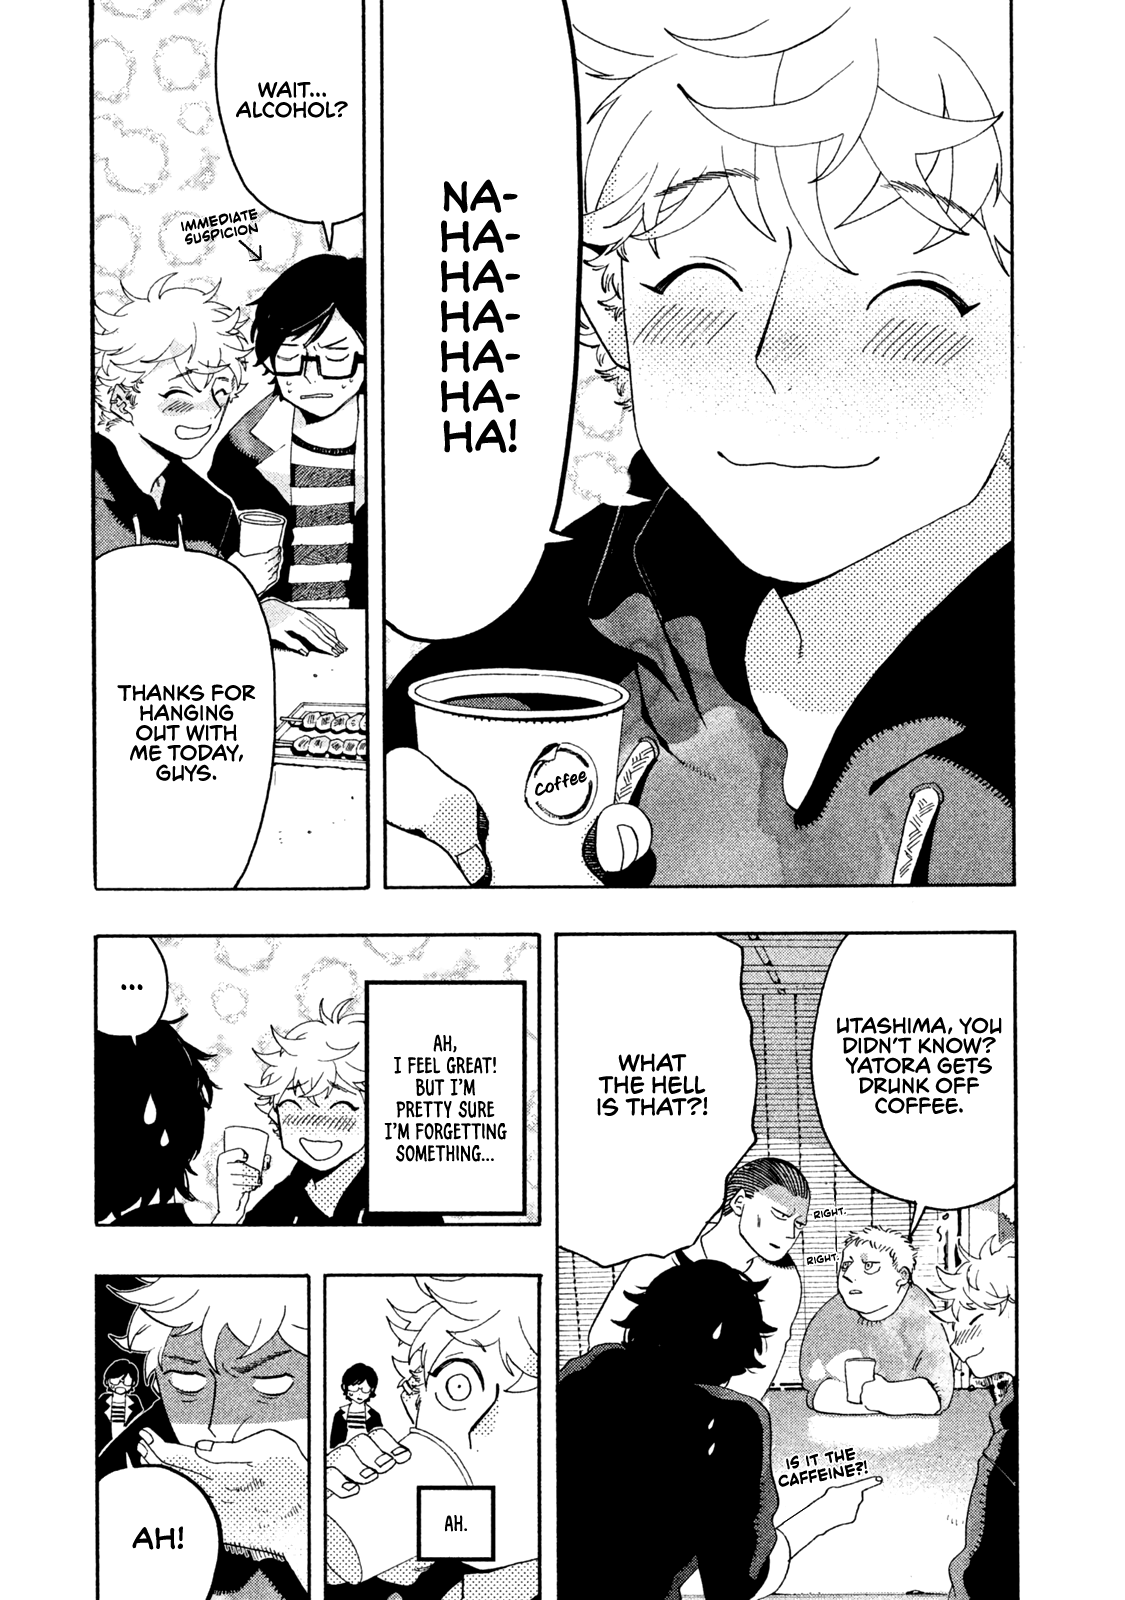 NA-
HA-
HA-
HA-
HA-
HA-
HA!
coffee
WAIT...
ALCOHOL?
IMMEDIATE
SUSPICION
THANKS FOR
HANGING
OUT WITH
ME TODAY,
GUYS.
UTASHIMA, YOU
DIDN'T KNOW?
YATORA GETS
DRUNK OFF
COFFEE.
WHAT
THE HELL
IS THAT?!
RIGHT.
RIGHT.
IS IT THE
CAFFEINE?!
AH,
I FEEL GREAT!
BUT I'M
PRETTY SURE
I'M FORGETTING
SOMETHING...
...
AH.
AH!